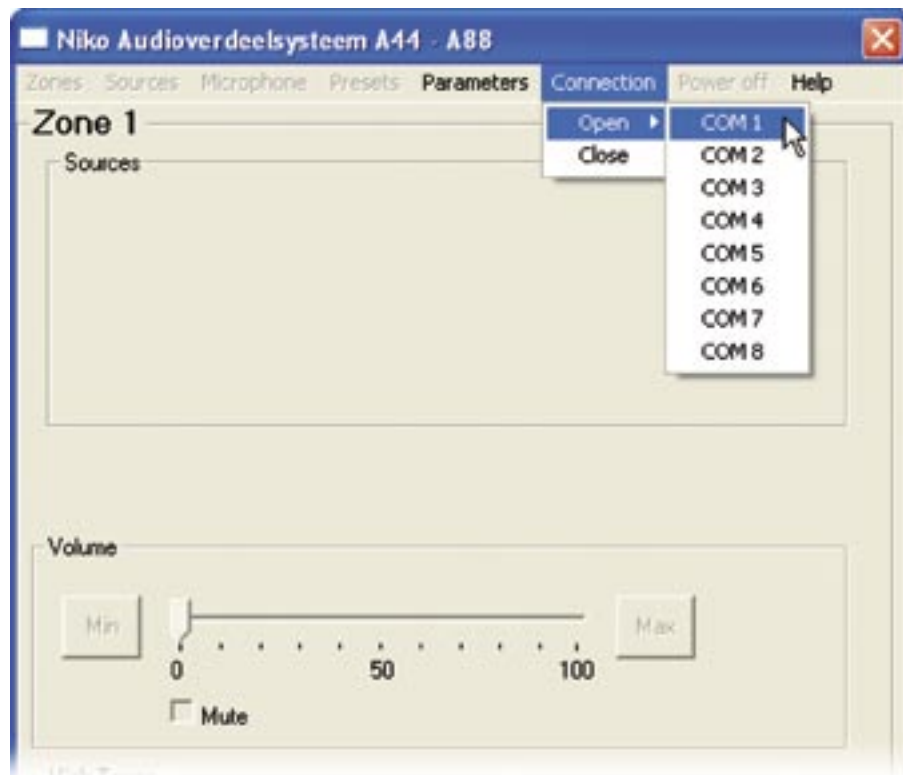 Niko Audioverdeelsysteem A44 - A88
Zones Sources Microphone Presets Parameters Connection Power off Help
Zone 1
Open COM 1
Close COM 2
COM 3
COM 4
COM 5
COM 6
COM 7
COM 8
Sources
Volume
Min Max
0 50 100
Mute